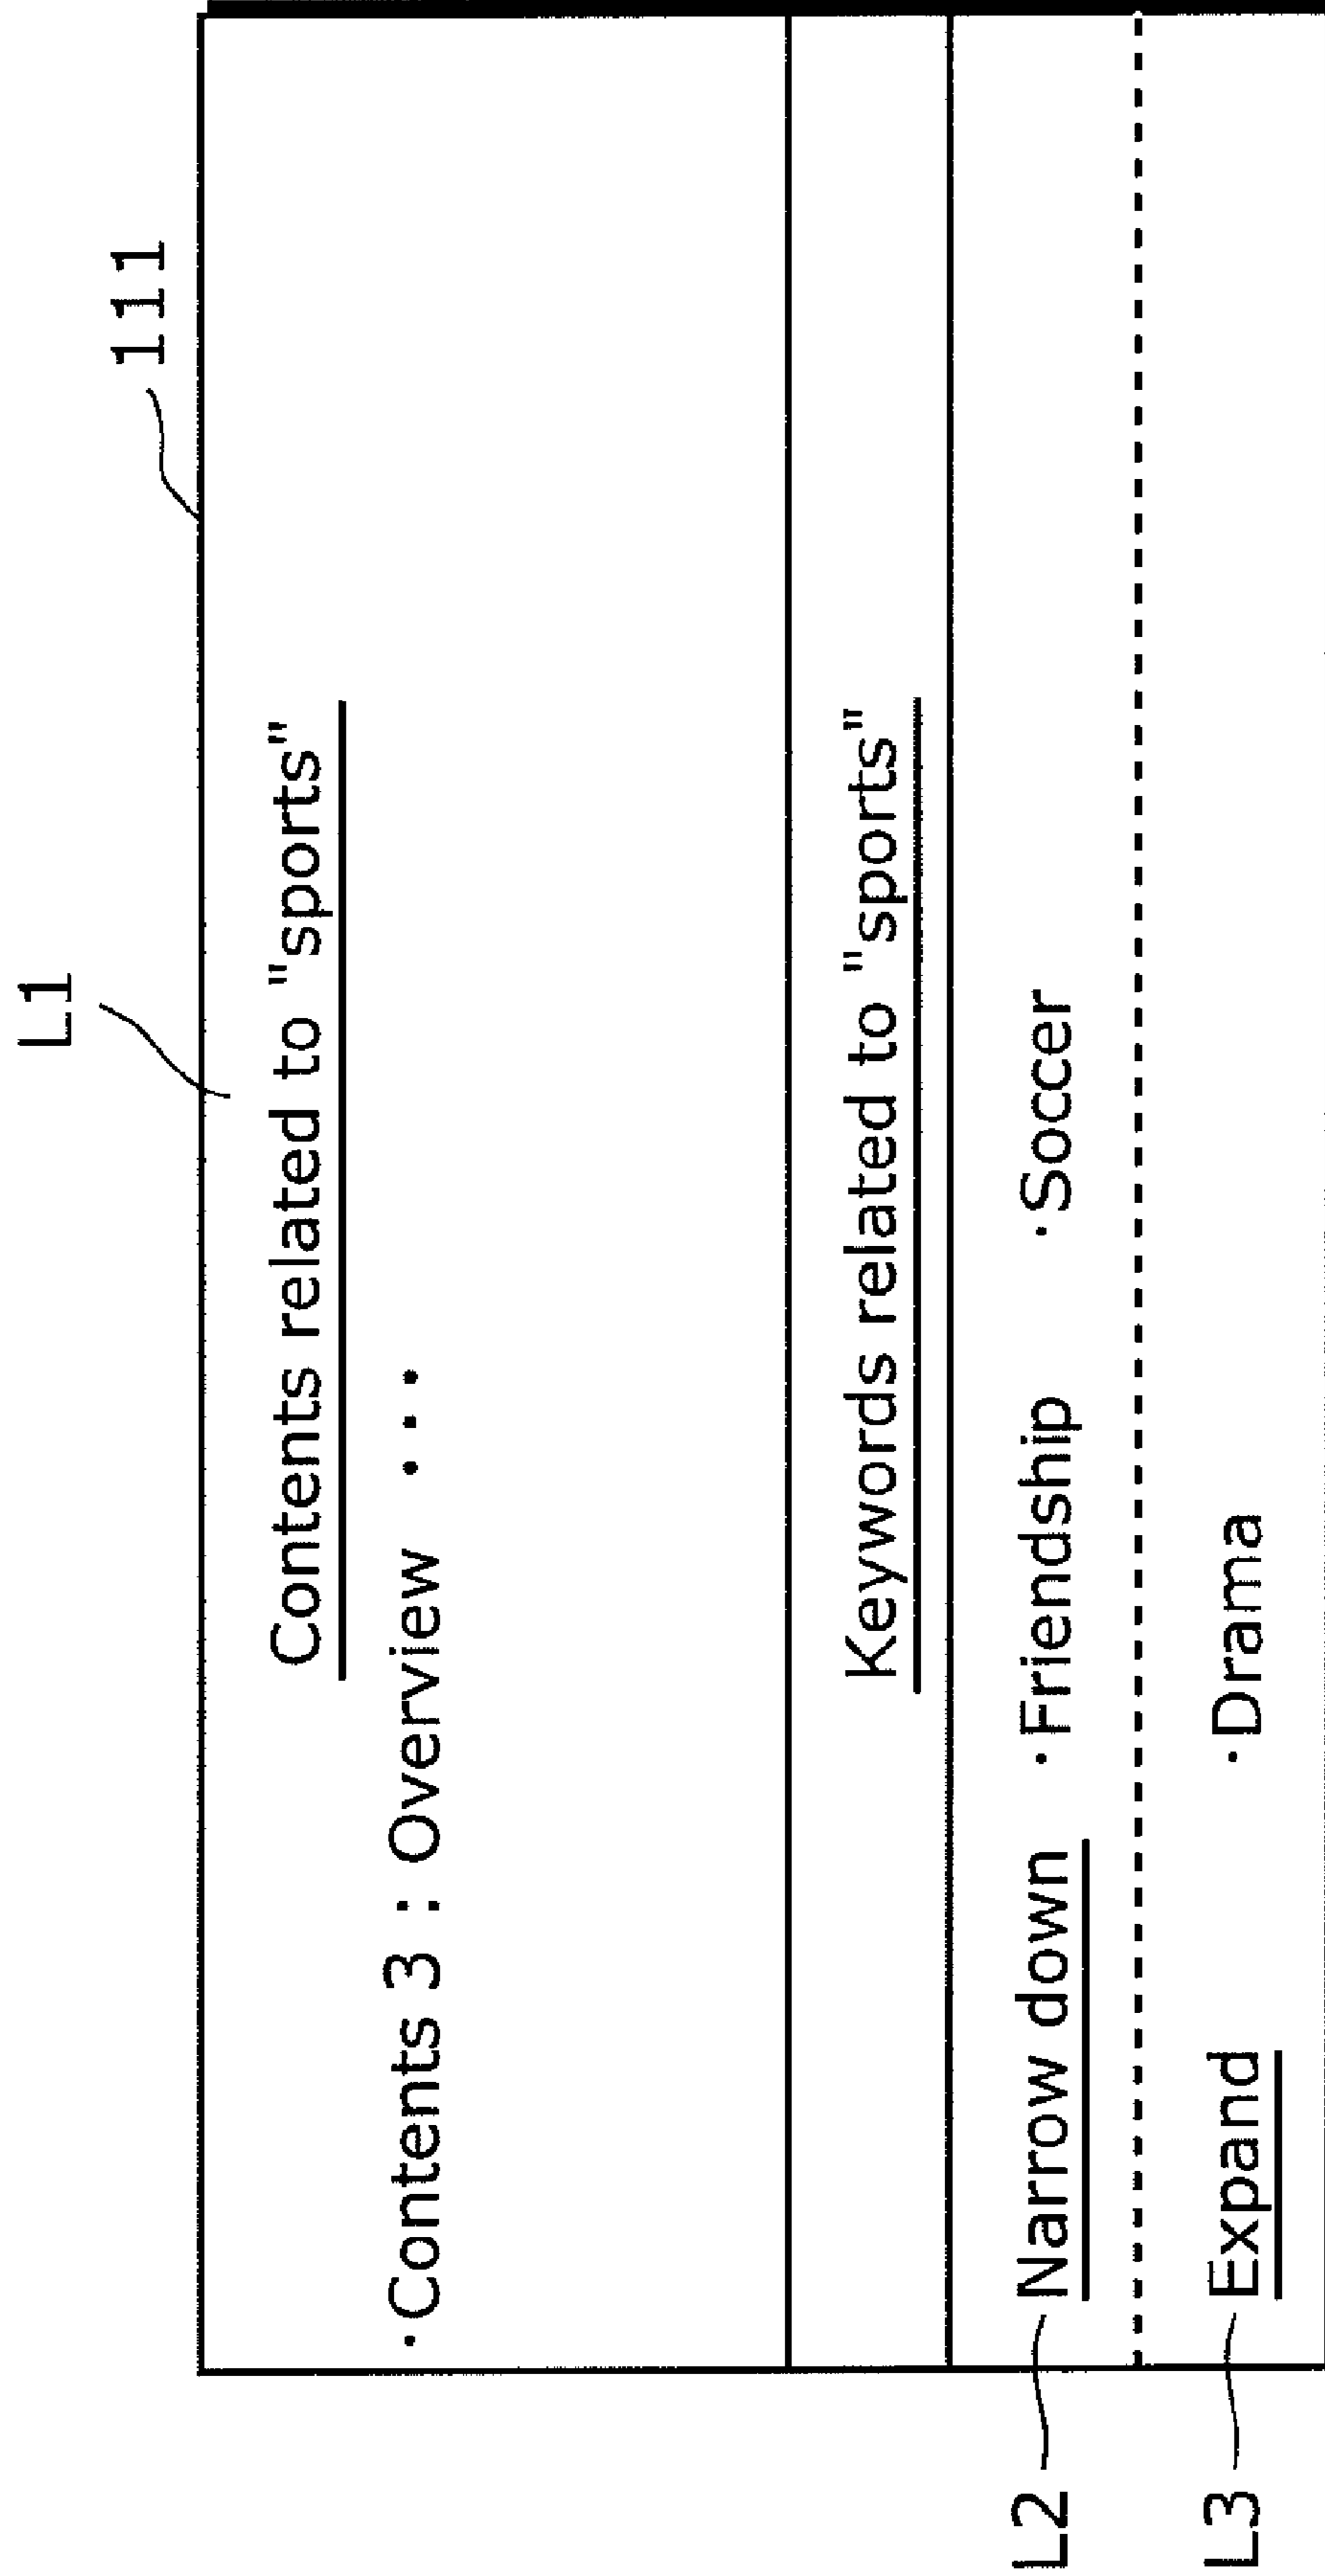 L1
111
Contents related to "sports"
·Contents 3 : Overview ···
Keywords related to "sports"
L2 Narrow down ·Friendship ·Soccer
L3 Expand ·Drama